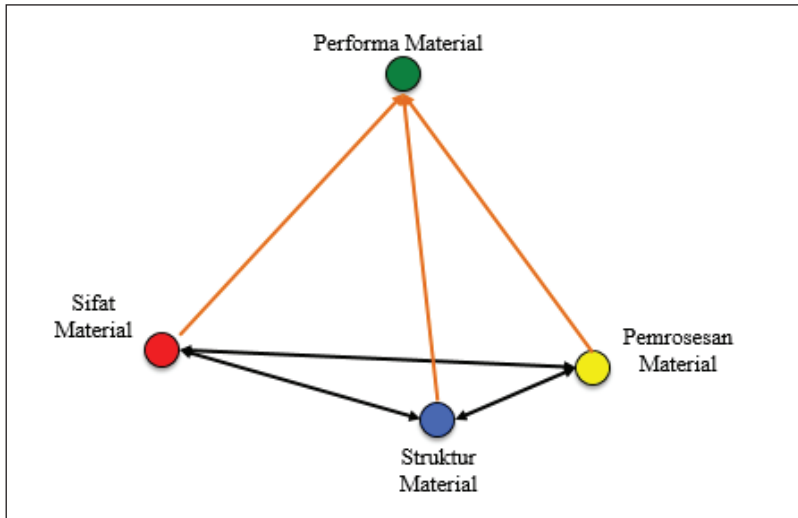 Performa Material
Sifat
Material
Pemrosesan
Material
Struktur
Material